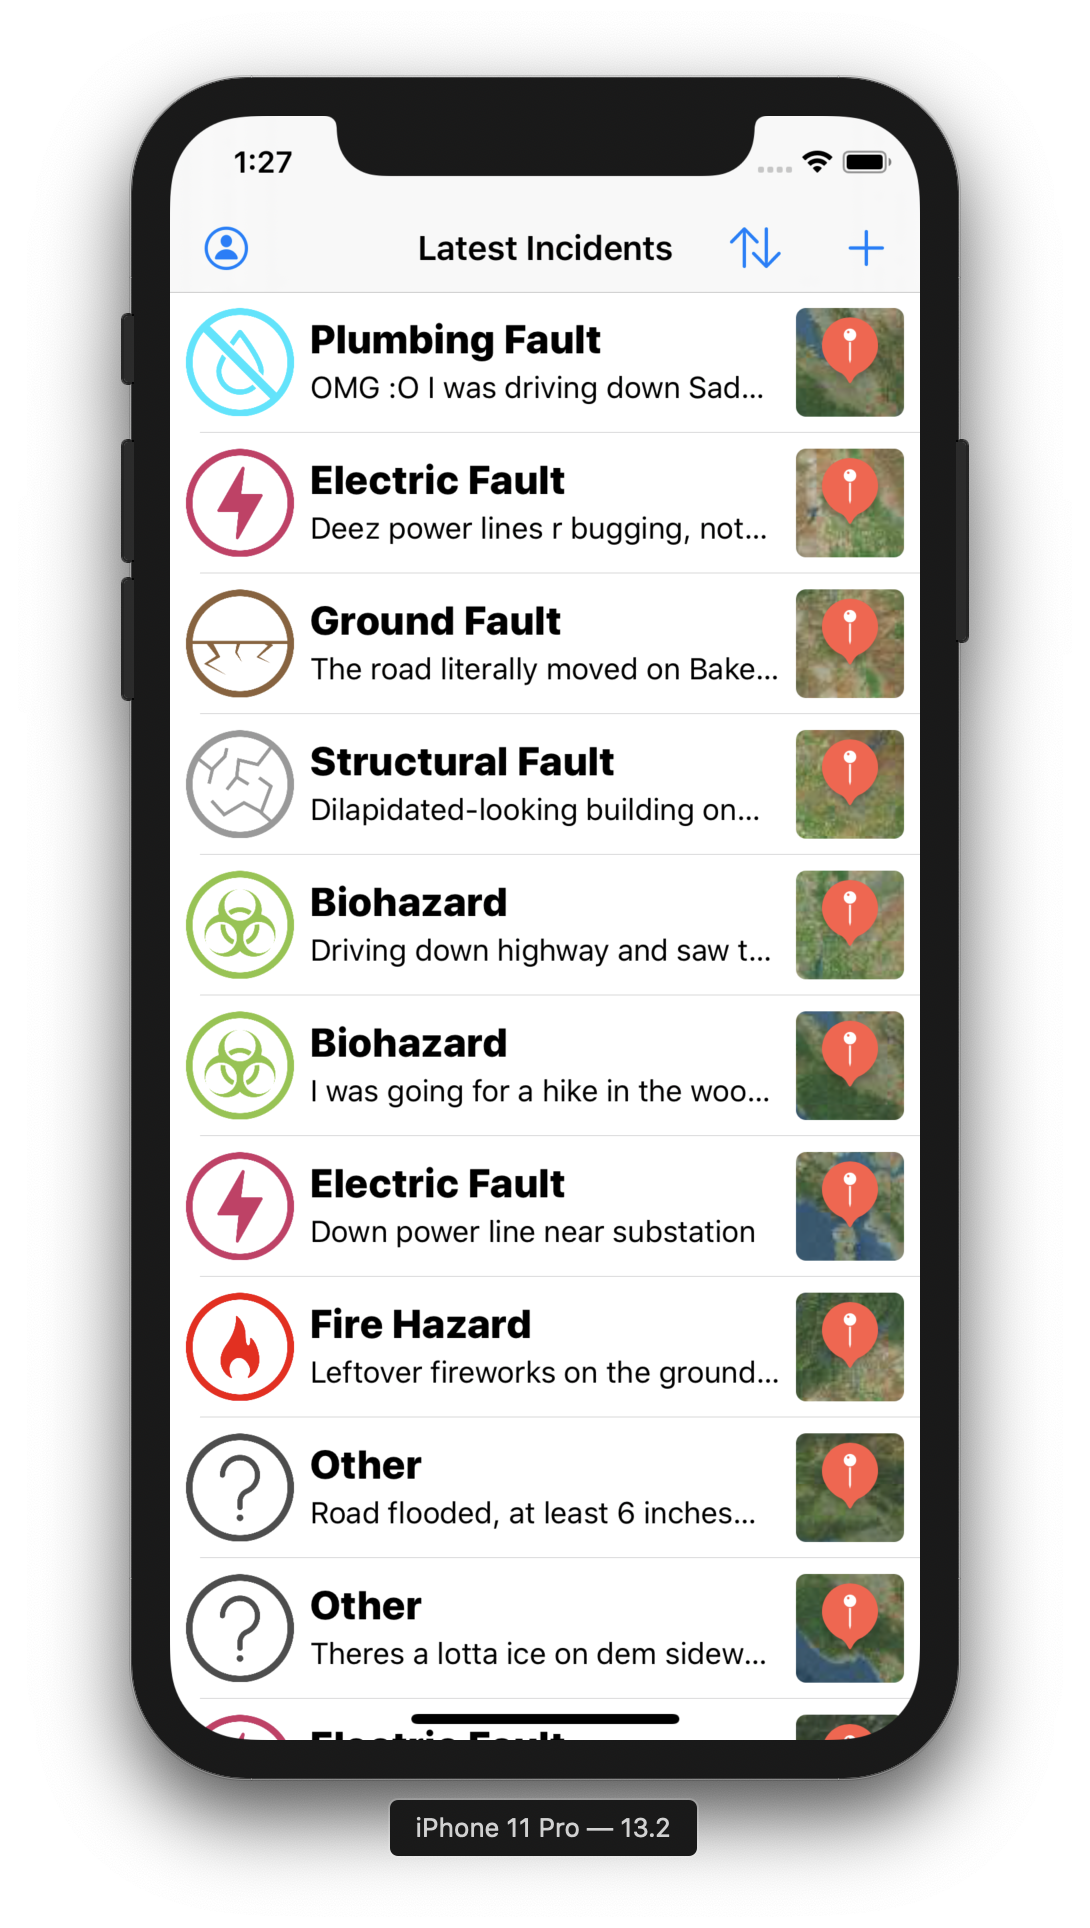 1:27
Latest Incidents
Plumbing Fault
OMG :O I was driving down Sad...
Electric Fault
Deez power lines r bugging, not...
Ground Fault
The road literally moved on Bake...
Structural Fault
Dilapidated-looking building on...
Biohazard
Driving down highway and saw t...
Biohazard
I was going for a hike in the woo...
Electric Fault
Down power line near substation
Fire Hazard
Leftover fireworks on the ground...
Other
Road flooded, at least 6 inches...
Other
Theres a lotta ice on dem sidew...
Electric Fault
iPhone 11 Pro — 13.2